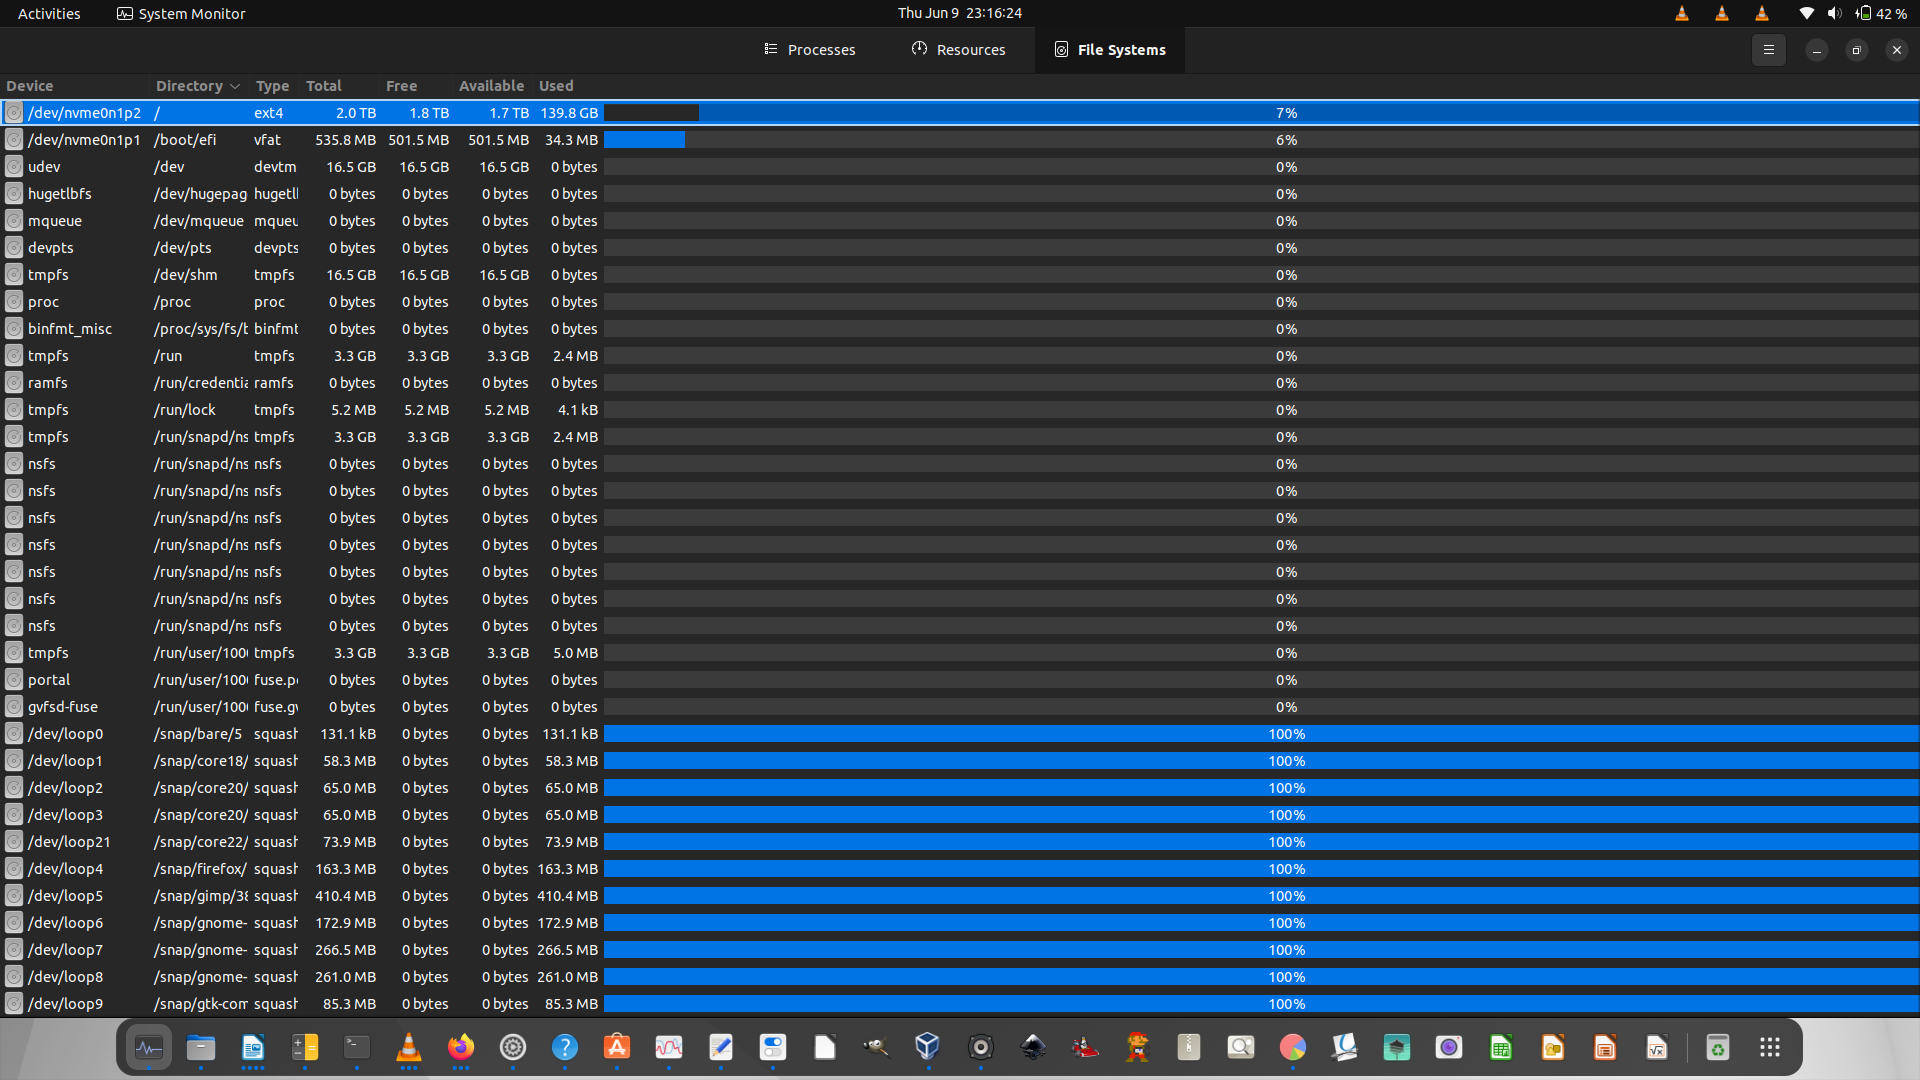 Activities System Monitor Thu Jun 9 23:16:24 42 %
Processes Resources File Systems
Device Directory Type Total Free Available Used
/dev/nvme0n1p2 / ext4 2.0 TB 1.8 TB 1.7 TB 139.8 GB 7%
/dev/nvme0n1p1 /boot/efi vfat 535.8 MB 501.5 MB 501.5 MB 34.3 MB 6%
udev /dev devtm 16.5 GB 16.5 GB 16.5 GB 0 bytes 0%
hugetlbfs /dev/hugepag hugetl 0 bytes 0 bytes 0 bytes 0 bytes 0%
mqueue /dev/mqueue mqueu 0 bytes 0 bytes 0 bytes 0 bytes 0%
devpts /dev/pts devpts 0 bytes 0 bytes 0 bytes 0 bytes 0%
tmpfs /dev/shm tmpfs 16.5 GB 16.5 GB 16.5 GB 0 bytes 0%
proc /proc proc 0 bytes 0 bytes 0 bytes 0 bytes 0%
binfmt_misc /proc/sys/fs/b binfmt 0 bytes 0 bytes 0 bytes 0 bytes 0%
tmpfs /run tmpfs 3.3 GB 3.3 GB 3.3 GB 2.4 MB 0%
ramfs /run/credentia ramfs 0 bytes 0 bytes 0 bytes 0 bytes 0%
tmpfs /run/lock tmpfs 5.2 MB 5.2 MB 5.2 MB 4.1 kB 0%
tmpfs /run/snapd/ns tmpfs 3.3 GB 3.3 GB 3.3 GB 2.4 MB 0%
nsfs /run/snapd/ns nsfs 0 bytes 0 bytes 0 bytes 0 bytes 0%
nsfs /run/snapd/ns nsfs 0 bytes 0 bytes 0 bytes 0 bytes 0%
nsfs /run/snapd/ns nsfs 0 bytes 0 bytes 0 bytes 0 bytes 0%
nsfs /run/snapd/ns nsfs 0 bytes 0 bytes 0 bytes 0 bytes 0%
nsfs /run/snapd/ns nsfs 0 bytes 0 bytes 0 bytes 0 bytes 0%
nsfs /run/snapd/ns nsfs 0 bytes 0 bytes 0 bytes 0 bytes 0%
nsfs /run/snapd/ns nsfs 0 bytes 0 bytes 0 bytes 0 bytes 0%
tmpfs /run/user/100 tmpfs 3.3 GB 3.3 GB 3.3 GB 5.0 MB 0%
portal /run/user/100 fuse.p 0 bytes 0 bytes 0 bytes 0 bytes 0%
gvfsd-fuse /run/user/100 fuse.gv 0 bytes 0 bytes 0 bytes 0 bytes 0%
/dev/loop0 /snap/bare/5 squash 131.1 kB 0 bytes 0 bytes 131.1 kB 100%
/dev/loop1 /snap/core18/ squash 58.3 MB 0 bytes 0 bytes 58.3 MB 100%
/dev/loop2 /snap/core20/ squash 65.0 MB 0 bytes 0 bytes 65.0 MB 100%
/dev/loop3 /snap/core20/ squash 65.0 MB 0 bytes 0 bytes 65.0 MB 100%
/dev/loop21 /snap/core22/ squash 73.9 MB 0 bytes 0 bytes 73.9 MB 100%
/dev/loop4 /snap/firefox/ squash 163.3 MB 0 bytes 0 bytes 163.3 MB 100%
/dev/loop5 /snap/gimp/38 squash 410.4 MB 0 bytes 0 bytes 410.4 MB 100%
/dev/loop6 /snap/gnome- squash 172.9 MB 0 bytes 0 bytes 172.9 MB 100%
/dev/loop7 /snap/gnome- squash 266.5 MB 0 bytes 0 bytes 266.5 MB 100%
/dev/loop8 /snap/gnome- squash 261.0 MB 0 bytes 0 bytes 261.0 MB 100%
/dev/loop9 /snap/gtk-com squash 85.3 MB 0 bytes 0 bytes 85.3 MB 100%